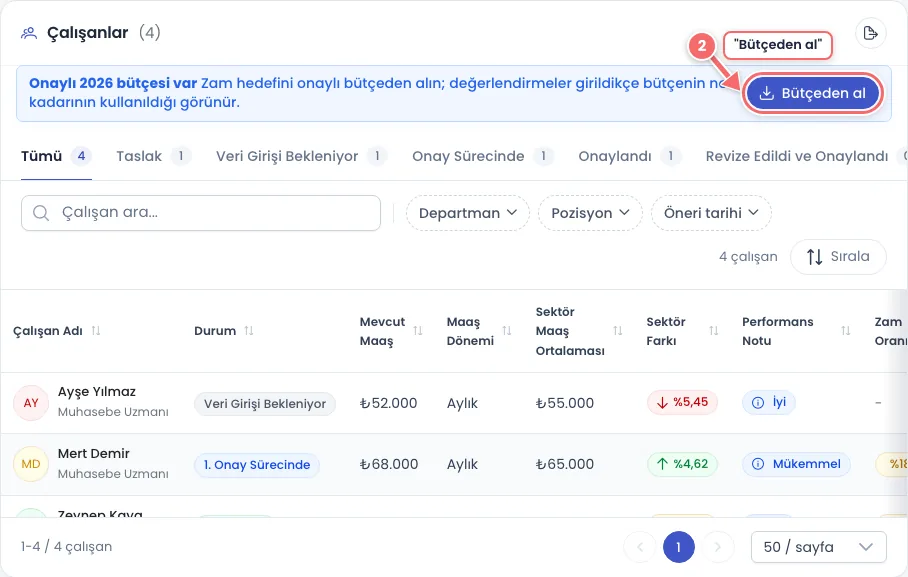 Çalışanlar (4)
2
"Bütçeden al"
Onaylı 2026 bütçesi var Zam hedefini onaylı bütçeden alın; değerlendirmeler girildikçe bütçenin
kadarının kullanıldığı görünür.
Bütçeden al
Tümü 4 Taslak 1 Veri Girişi Bekleniyor 1 Onay Sürecinde 1 Onaylandı 1 Revize Edildi ve Onaylandı
Çalışan ara...
Departman Pozisyon Öneri tarihi
4 çalışan Sırala
Çalışan Adı
Durum
Mevcut
Maaş
Maaş
Dönemi
Sektör
Maaş
Ortalaması
Sektör
Farkı
Performans
Notu
Zam
AY
Ayşe Yılmaz
Muhasebe Uzmanı
Veri Girişi Bekleniyor ₺52.000 Aylık ₺55.000 %5,45 İyi -
MD
Mert Demir
Muhasebe Uzmanı
1. Onay Sürecinde ₺68.000 Aylık ₺65.000 %4,62 Mükemmel
Zeynep Kaya
1-4 / 4 çalışan
1
50 / sayfa